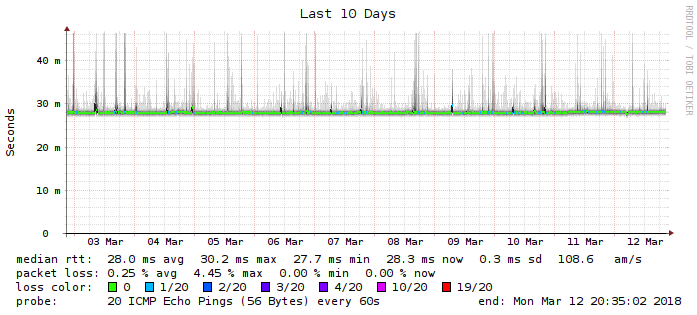 Last 10 Days
RRDTOOL / TOBI OETIKER
Seconds
40 m
30 m
20 m
10 m
0
03 Mar 04 Mar 05 Mar 06 Mar 07 Mar 08 Mar 09 Mar 10 Mar 11 Mar 12 Mar
median rtt: 28.0 ms avg 30.2 ms max 27.7 ms min 28.3 ms now 0.3 ms sd 108.6 am/s
packet loss: 0.25 % avg 4.45 % max 0.00 % min 0.00 % now
loss color: 0 1/20 2/20 3/20 4/20 10/20 19/20
probe: 20 ICMP Echo Pings (56 Bytes) every 60s end: Mon Mar 12 20:35:02 2018